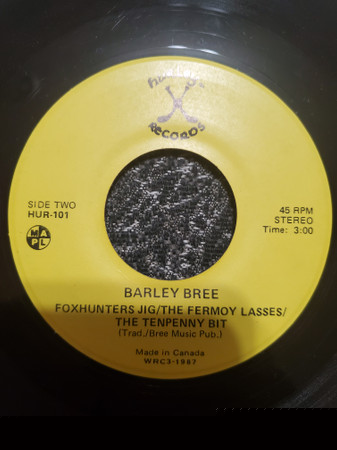 RECORDS
SIDE TWO
HUR-101
MAPL
45 RPM
STEREO
Time: 3:00
BARLEY BREE
FOXHUNTERS JIG/THE FERMOY LASSES/
THE TENPENNY BIT
(Trad./Bree Music Pub.)
Made in Canada
WRC3-1987